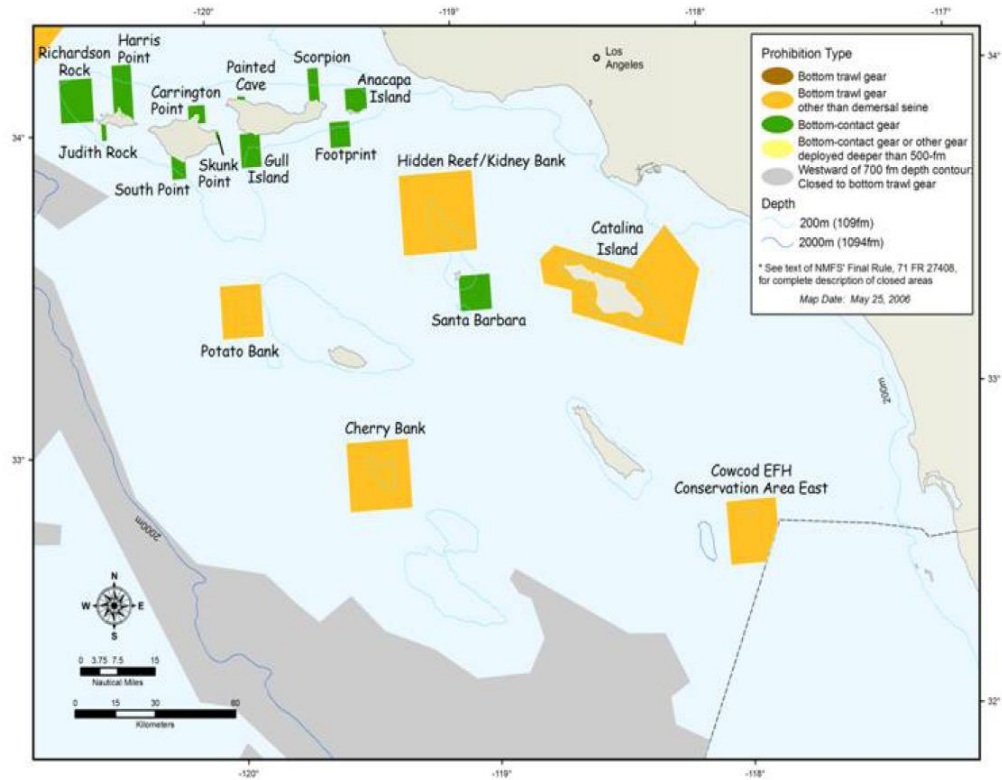 -120°
-119°
-118°
-117°
Richardson
Rock
Harris
Point
Carrington
Point
Painted
Cave
Scorpion
Anacapa
Island
Los
Angeles
34°
34°
Judith Rock
South Point
Skunk
Point
Gull
Island
Footprint
Hidden Reef/Kidney Bank
Catalina
Island
Santa Barbara
Potato Bank
Cherry Bank
Cowcod EFH
Conservation Area East
200m
2000m
2000m
33°
33°
32°
Prohibition Type
Bottom trawl gear
Bottom trawl gear
other than demersal seine
Bottom-contact gear
Bottom-contact gear or other gear
deployed deeper than 500-fm
Westward of 700 fm depth contour:
Closed to bottom trawl gear
Depth
200m (109fm)
2000m (1094fm)
* See text of NMFS' Final Rule, 71 FR 27408,
for complete description of closed areas
Map Date: May 25, 2006
N
W E
S
0 3.75 7.5 15
Nautical Miles
0 15 30 60
Kilometers
-120°
-119°
-118°